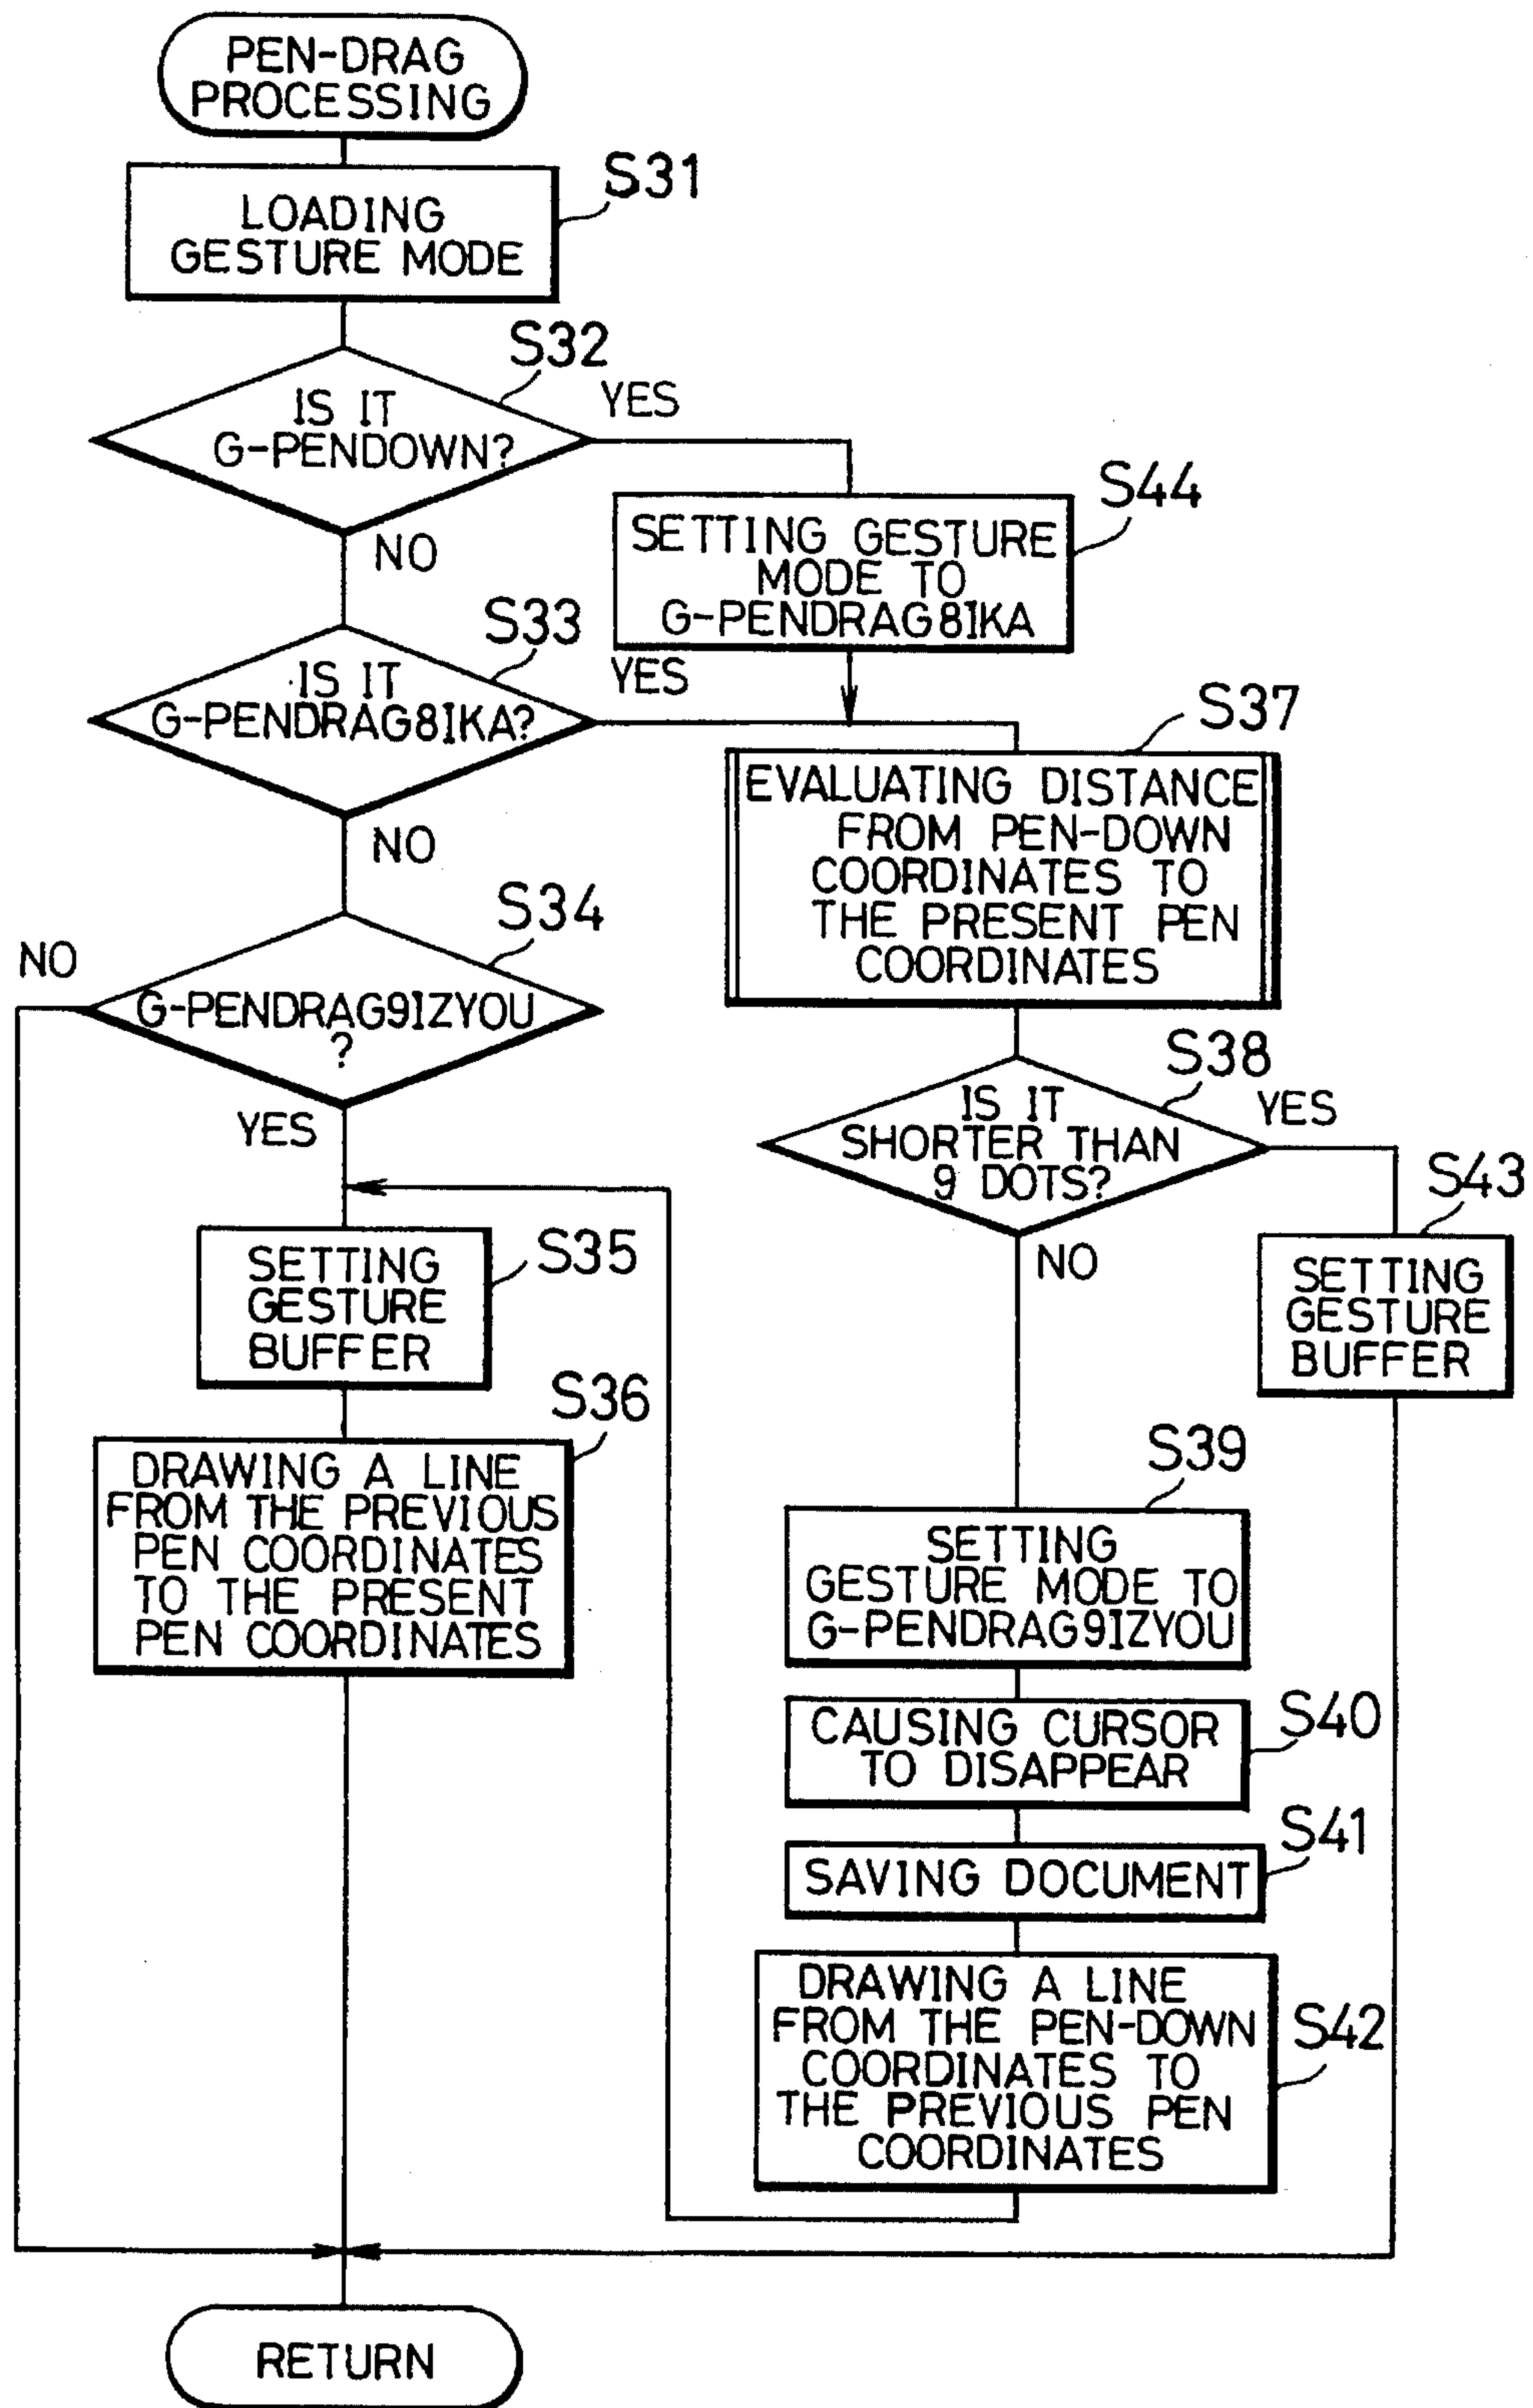 PEN-DRAG
PROCESSING
S31
LOADING
GESTURE MODE
S32
IS IT
G-PENDOWN?
YES
NO
S44
SETTING GESTURE
MODE TO
G-PENDRAG8IKA
S33
IS IT
G-PENDRAG8IKA?
YES
NO
S37
EVALUATING DISTANCE
FROM PEN-DOWN
COORDINATES TO
THE PRESENT PEN
COORDINATES
S34
NO
G-PENDRAG9IZYOU
?
YES
S38
IS IT
SHORTER THAN
9 DOTS?
YES
NO
S43
SETTING
GESTURE
BUFFER
S35
SETTING
GESTURE
BUFFER
S36
DRAWING A LINE
FROM THE PREVIOUS
PEN COORDINATES
TO THE PRESENT
PEN COORDINATES
S39
SETTING
GESTURE MODE TO
G-PENDRAG9IZYOU
S40
CAUSING CURSOR
TO DISAPPEAR
S41
SAVING DOCUMENT
S42
DRAWING A LINE
FROM THE PEN-DOWN
COORDINATES TO
THE PREVIOUS PEN
COORDINATES
RETURN